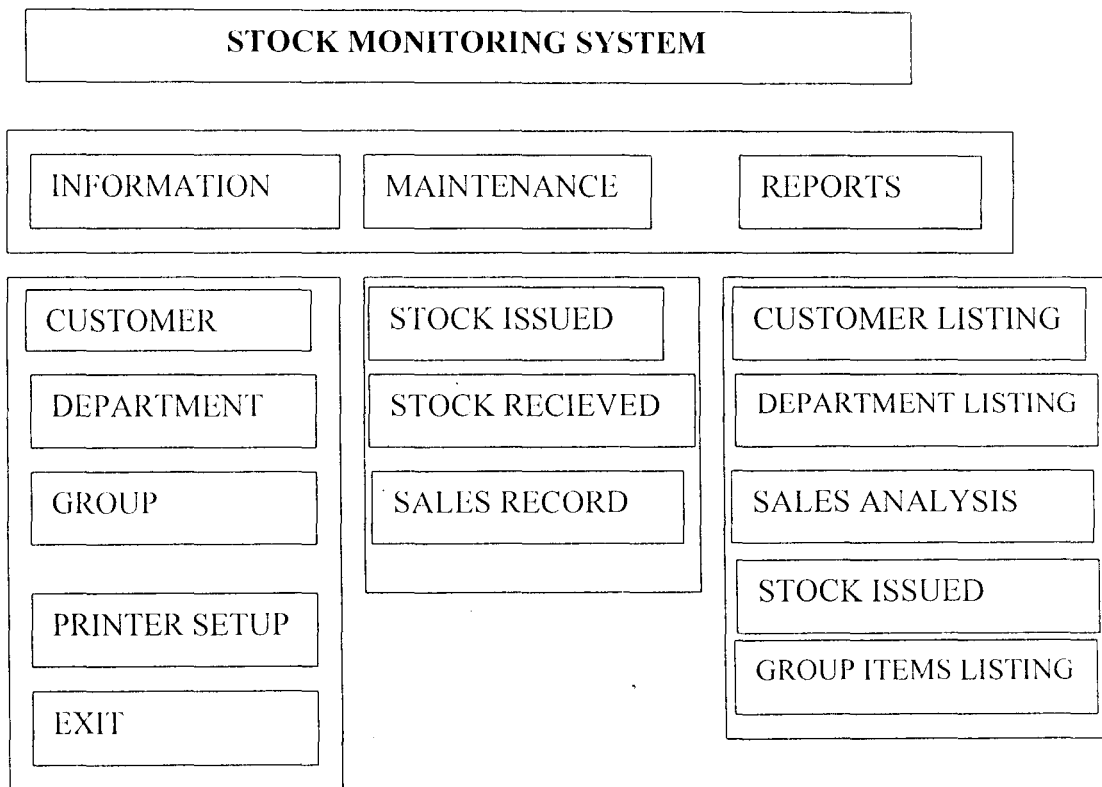 STOCK MONITORING SYSTEM
INFORMATION
MAINTENANCE
REPORTS
CUSTOMER
DEPARTMENT
GROUP
PRINTER SETUP
EXIT
STOCK ISSUED
STOCK RECIEVED
SALES RECORD
CUSTOMER LISTING
DEPARTMENT LISTING
SALES ANALYSIS
STOCK ISSUED
GROUP ITEMS LISTING